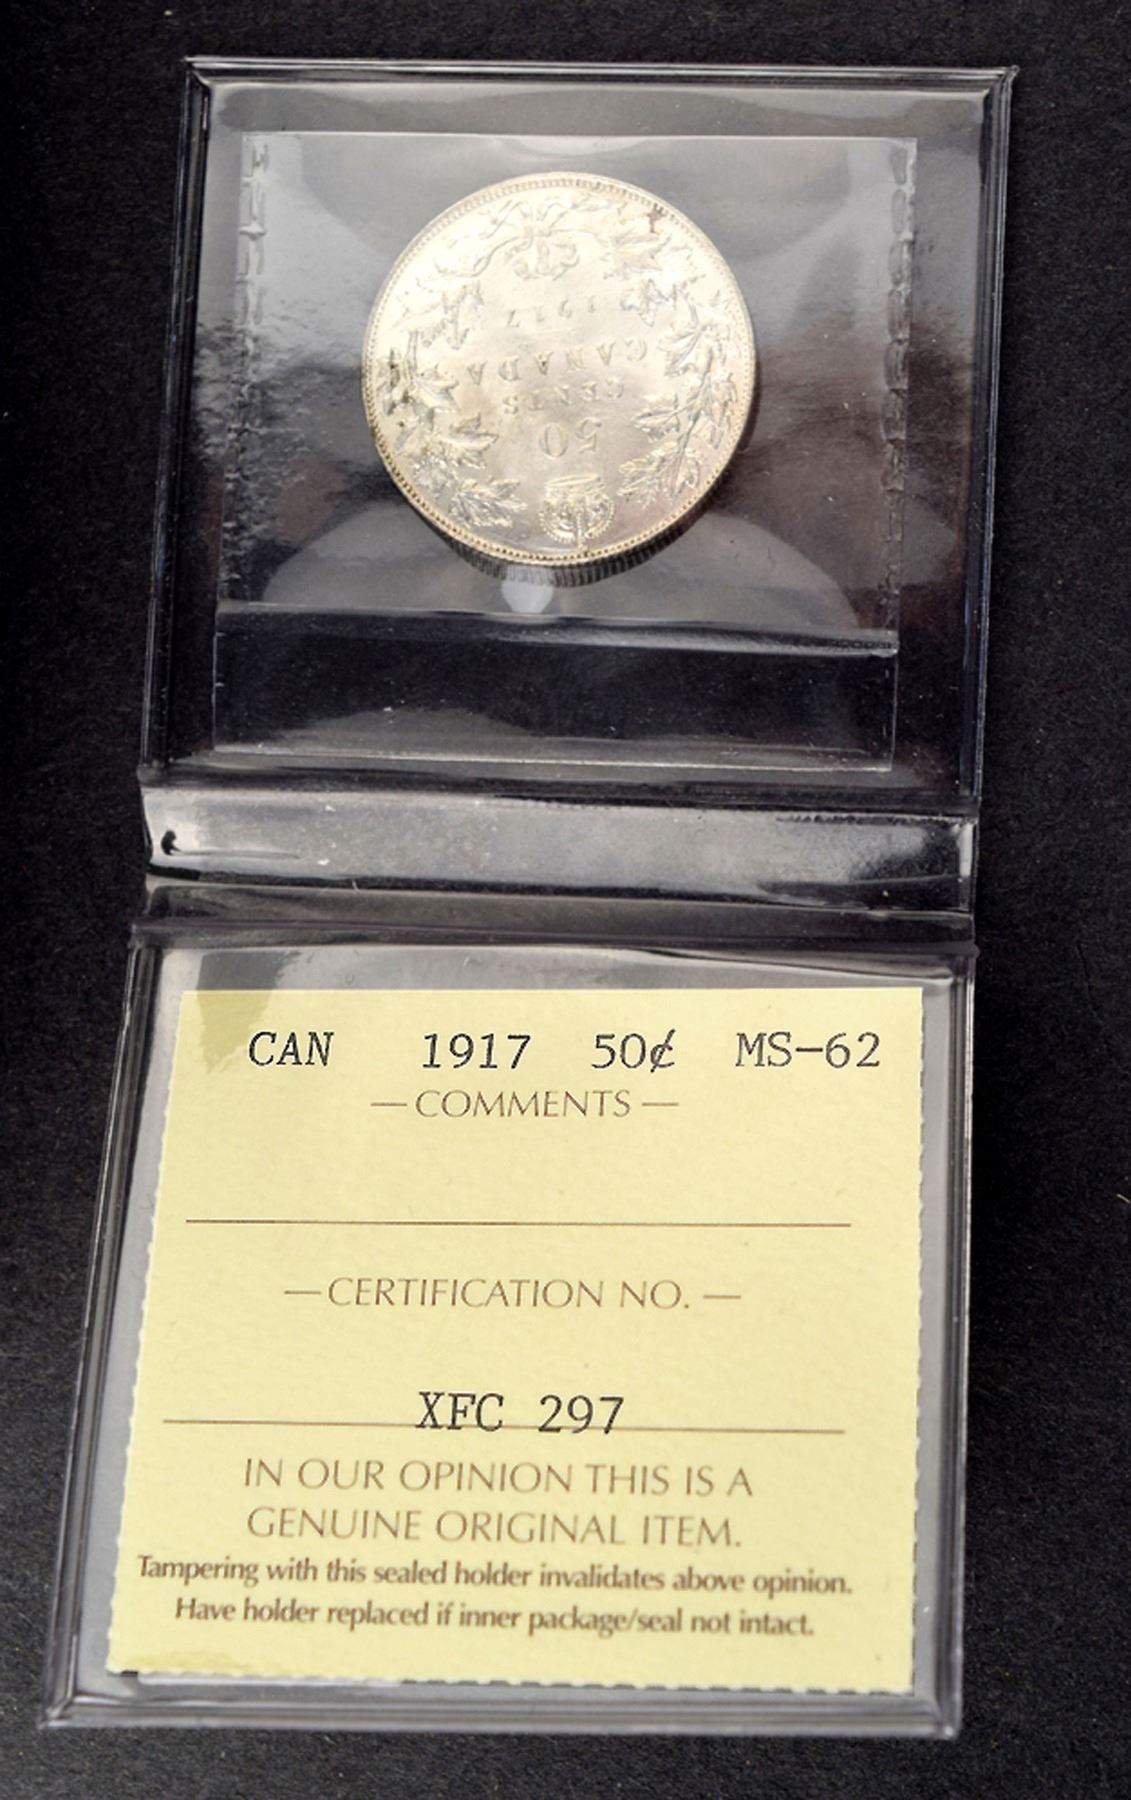 50
CENTS
CANADA
1917
CAN 1917 50¢ MS-62
— COMMENTS —
— CERTIFICATION NO. —
XFC 297
IN OUR OPINION THIS IS A
GENUINE ORIGINAL ITEM.
Tampering with this sealed holder invalidates above opinion.
Have holder replaced if inner package/seal not intact.